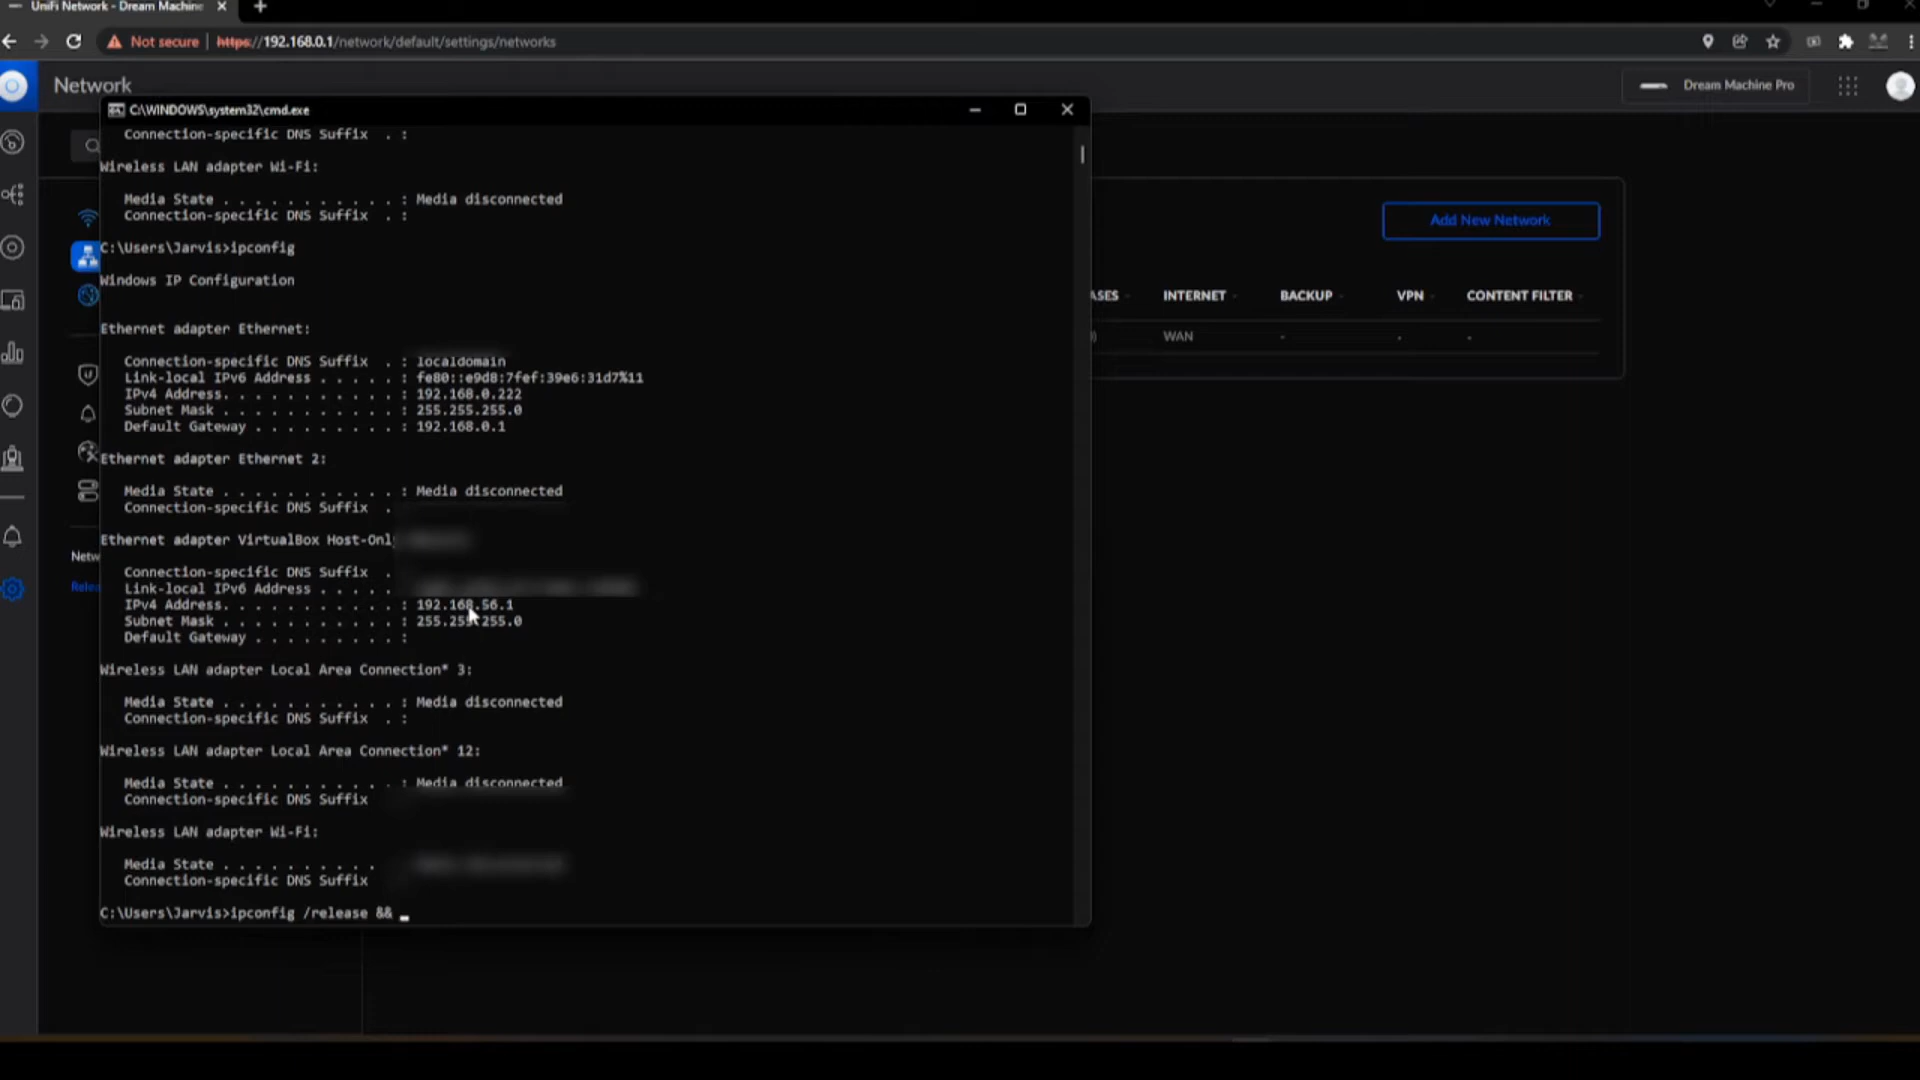 UniFi Network - Dream Machine
Not secure
https://192.168.0.1/network/default/settings/networks
Network
Dream Machine Pro
C:\WINDOWS\system32\cmd.exe
Connection-specific DNS Suffix . :
Wireless LAN adapter Wi-Fi:
Media State . . . . . . . . . . . : Media disconnected
Connection-specific DNS Suffix . :
C:\Users\Jarvis>ipconfig
Windows IP Configuration
Ethernet adapter Ethernet:
Connection-specific DNS Suffix . : localdomain
Link-local IPv6 Address . . . . . : fe80::e9d8:7fef:39e6:31d7%11
IPv4 Address. . . . . . . . . . . : 192.168.0.222
Subnet Mask . . . . . . . . . . . : 255.255.255.0
Default Gateway . . . . . . . . . : 192.168.0.1
Ethernet adapter Ethernet 2:
Media State . . . . . . . . . . . : Media disconnected
Connection-specific DNS Suffix .
Ethernet adapter VirtualBox Host-Only
Connection-specific DNS Suffix .
Link-local IPv6 Address . . . . .
IPv4 Address. . . . . . . . . . . : 192.168.56.1
Subnet Mask . . . . . . . . . . . : 255.255.255.0
Default Gateway . . . . . . . . . :
Wireless LAN adapter Local Area Connection* 3:
Media State . . . . . . . . . . . : Media disconnected
Connection-specific DNS Suffix . :
Wireless LAN adapter Local Area Connection* 12:
Media State . . . . . . . . . . . : Media disconnected
Connection-specific DNS Suffix
Wireless LAN adapter Wi-Fi:
Media State . . . . . . . . . .
Connection-specific DNS Suffix
C:\Users\Jarvis>ipconfig /release && _
Netw
Relea
Add New Network
ASES INTERNET BACKUP VPN CONTENT FILTER
) WAN - - -